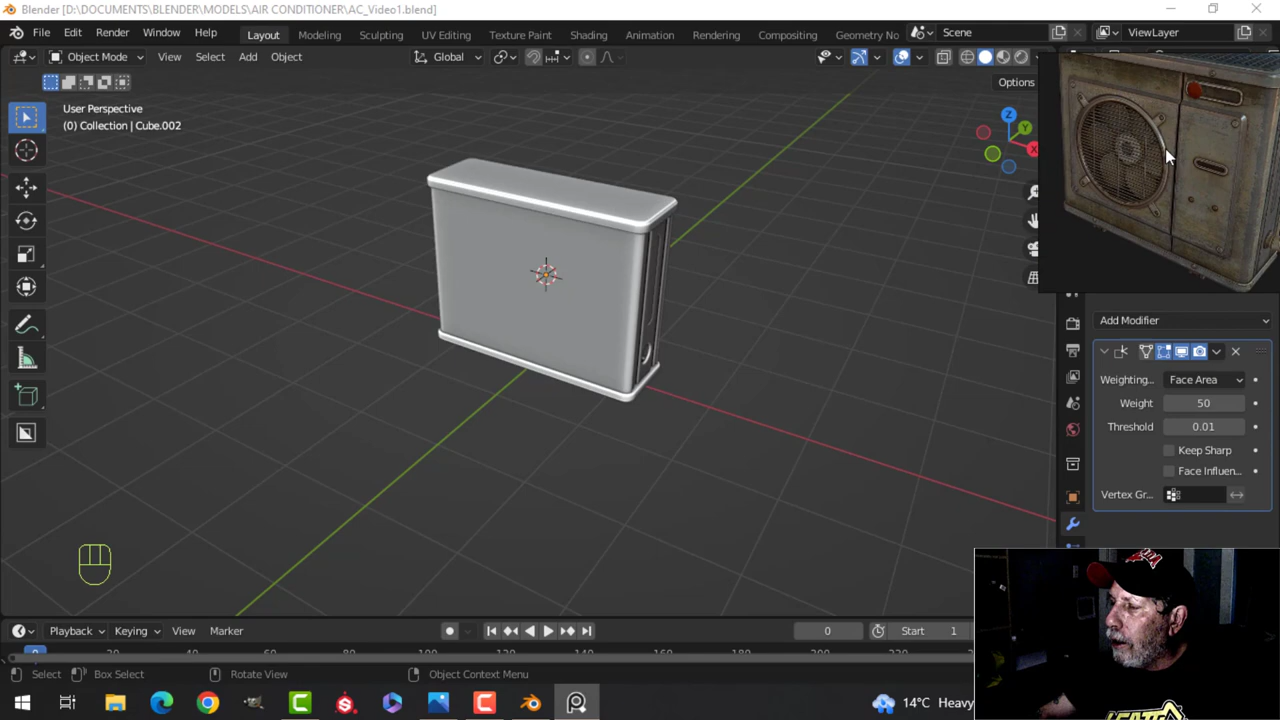 Blender [D:\DOCUMENTS\BLENDER\MODELS\AIR CONDITIONER\AC_Video1.blend]
File Edit Render Window Help Layout Modeling Sculpting UV Editing Texture Paint Shading Animation Rendering Compositing Geometry No Scene ViewLayer
Object Mode View Select Add Object Global
Options
User Perspective
(0) Collection | Cube.002
Z
Y
X
Add Modifier
Weighting... Face Area
Weight 50
Threshold 0.01
Keep Sharp
Face Influen...
Vertex Gr...
Playback Keying View Marker 0 Start 1
Select Box Select Rotate View Object Context Menu
14°C Heavy